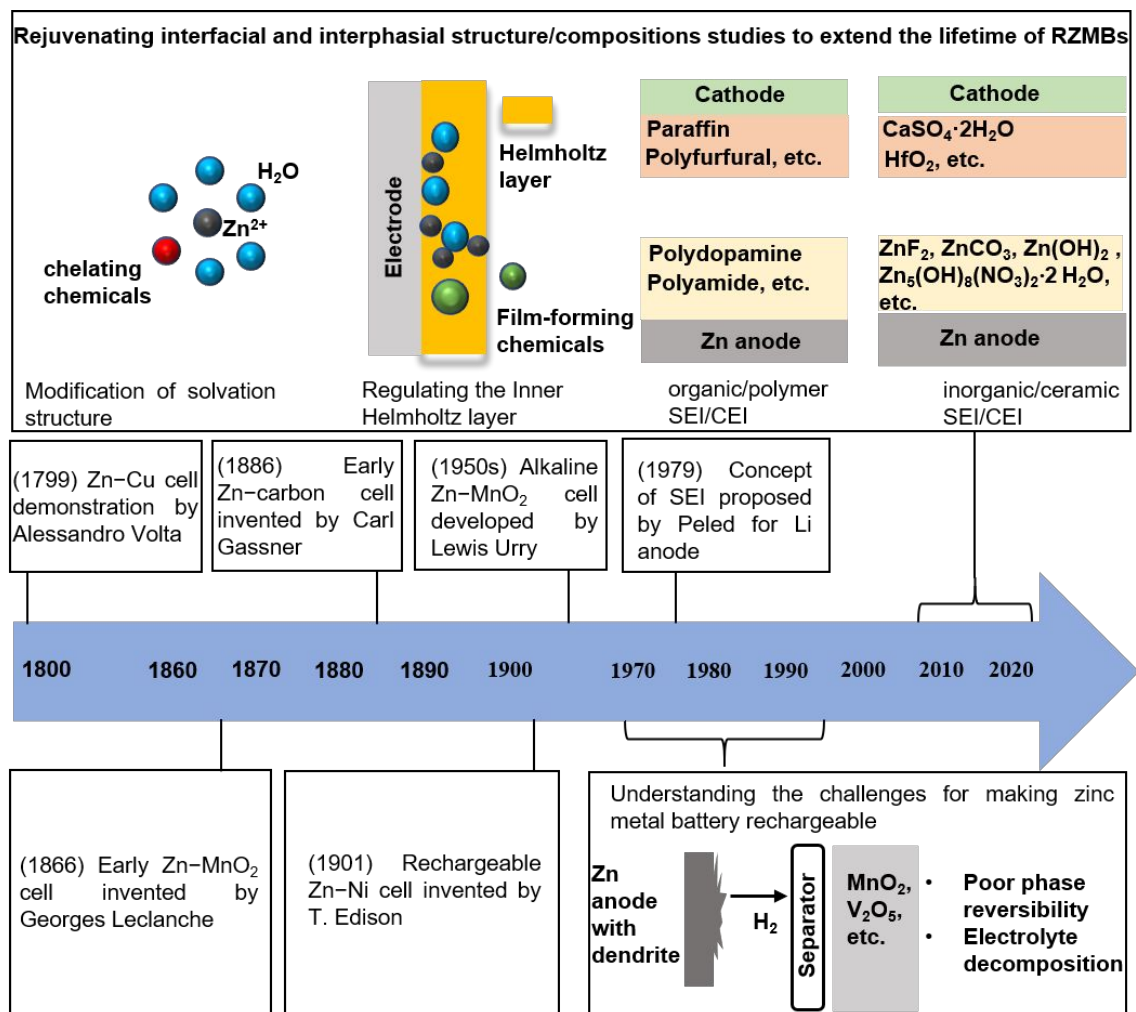 Rejuvenating interfacial and interphasial structure/compositions studies to extend the lifetime of RZMBs
H₂O
Zn²⁺
chelating
chemicals
Modification of solvation
structure
Electrode
Helmholtz
layer
Film-forming
chemicals
Regulating the Inner
Helmholtz layer
Cathode
Paraffin
Polyfurfural, etc.
Polydopamine
Polyamide, etc.
Zn anode
organic/polymer
SEI/CEI
Cathode
CaSO₄·2H₂O
HfO₂, etc.
ZnF₂, ZnCO₃, Zn(OH)₂ ,
Zn₅(OH)₈(NO₃)₂·2 H₂O,
etc.
Zn anode
inorganic/ceramic
SEI/CEI
(1799) Zn−Cu cell
demonstration by
Alessandro Volta
(1886) Early
Zn−carbon cell
invented by Carl
Gassner
(1950s) Alkaline
Zn−MnO₂ cell
developed by
Lewis Urry
(1979) Concept
of SEI proposed
by Peled for Li
anode
1800 1860 1870 1880 1890 1900 1970 1980 1990 2000 2010 2020
(1866) Early Zn−MnO₂
cell invented by
Georges Leclanche
(1901) Rechargeable
Zn−Ni cell invented by
T. Edison
Understanding the challenges for making zinc
metal battery rechargeable
Zn
anode
with
dendrite
H₂
Separator
MnO₂,
V₂O₅,
etc.
• Poor phase
reversibility
• Electrolyte
decomposition